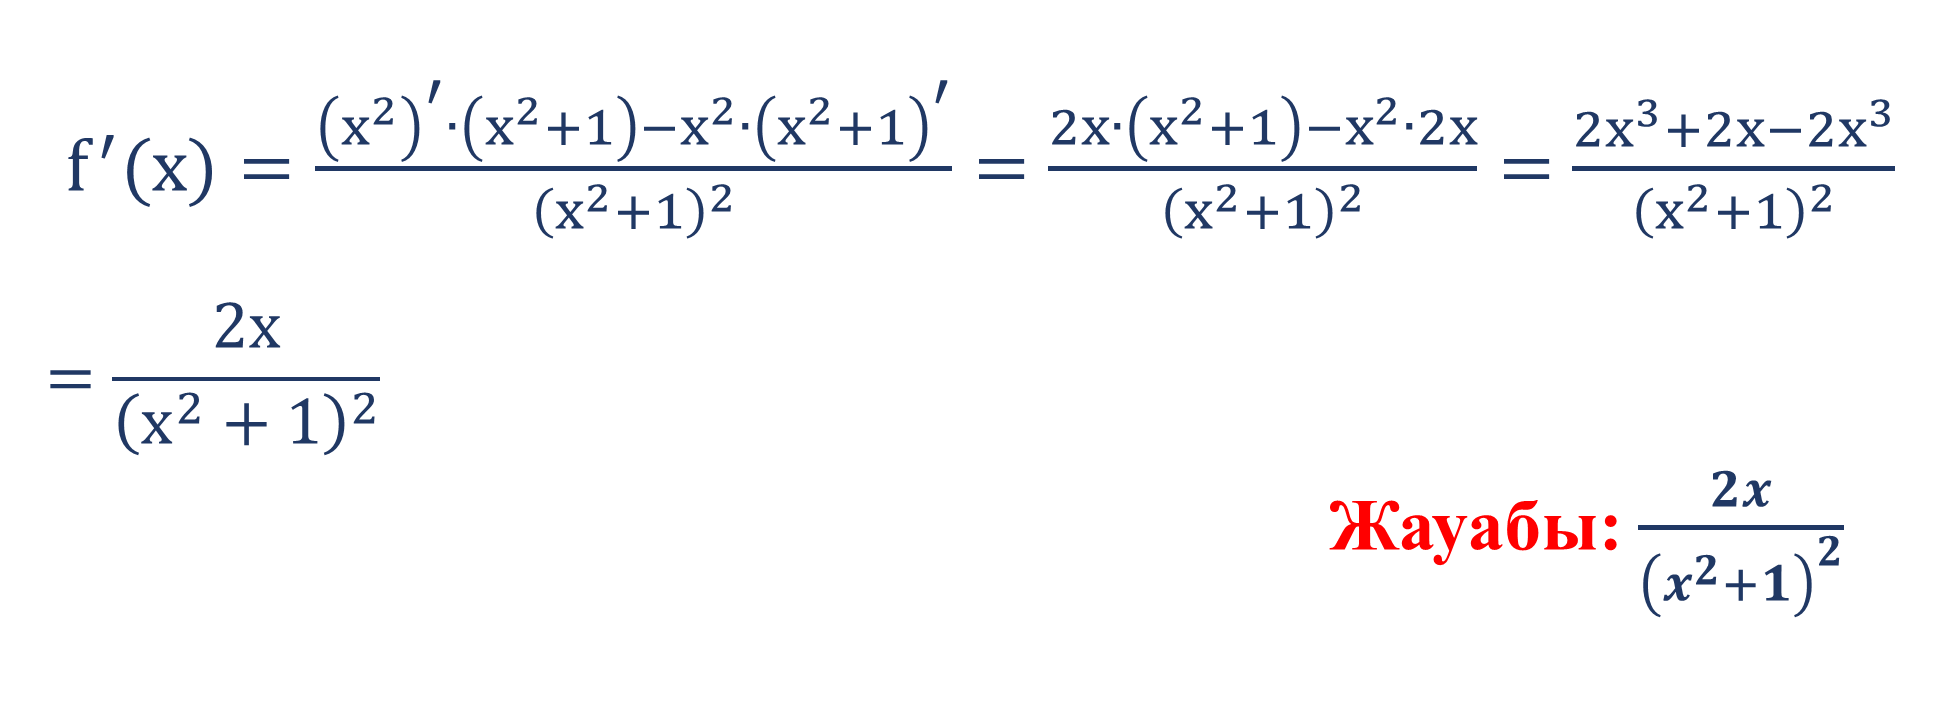 f′(x) = ((x²)′·(x²+1)−x²·(x²+1)′)/((x²+1)²) = (2x·(x²+1)−x²·2x)/((x²+1)²) = (2x³+2x−2x³)/((x²+1)²)
= (2x)/((x² + 1)²)
Жауабы: (2x)/((x²+1)²)